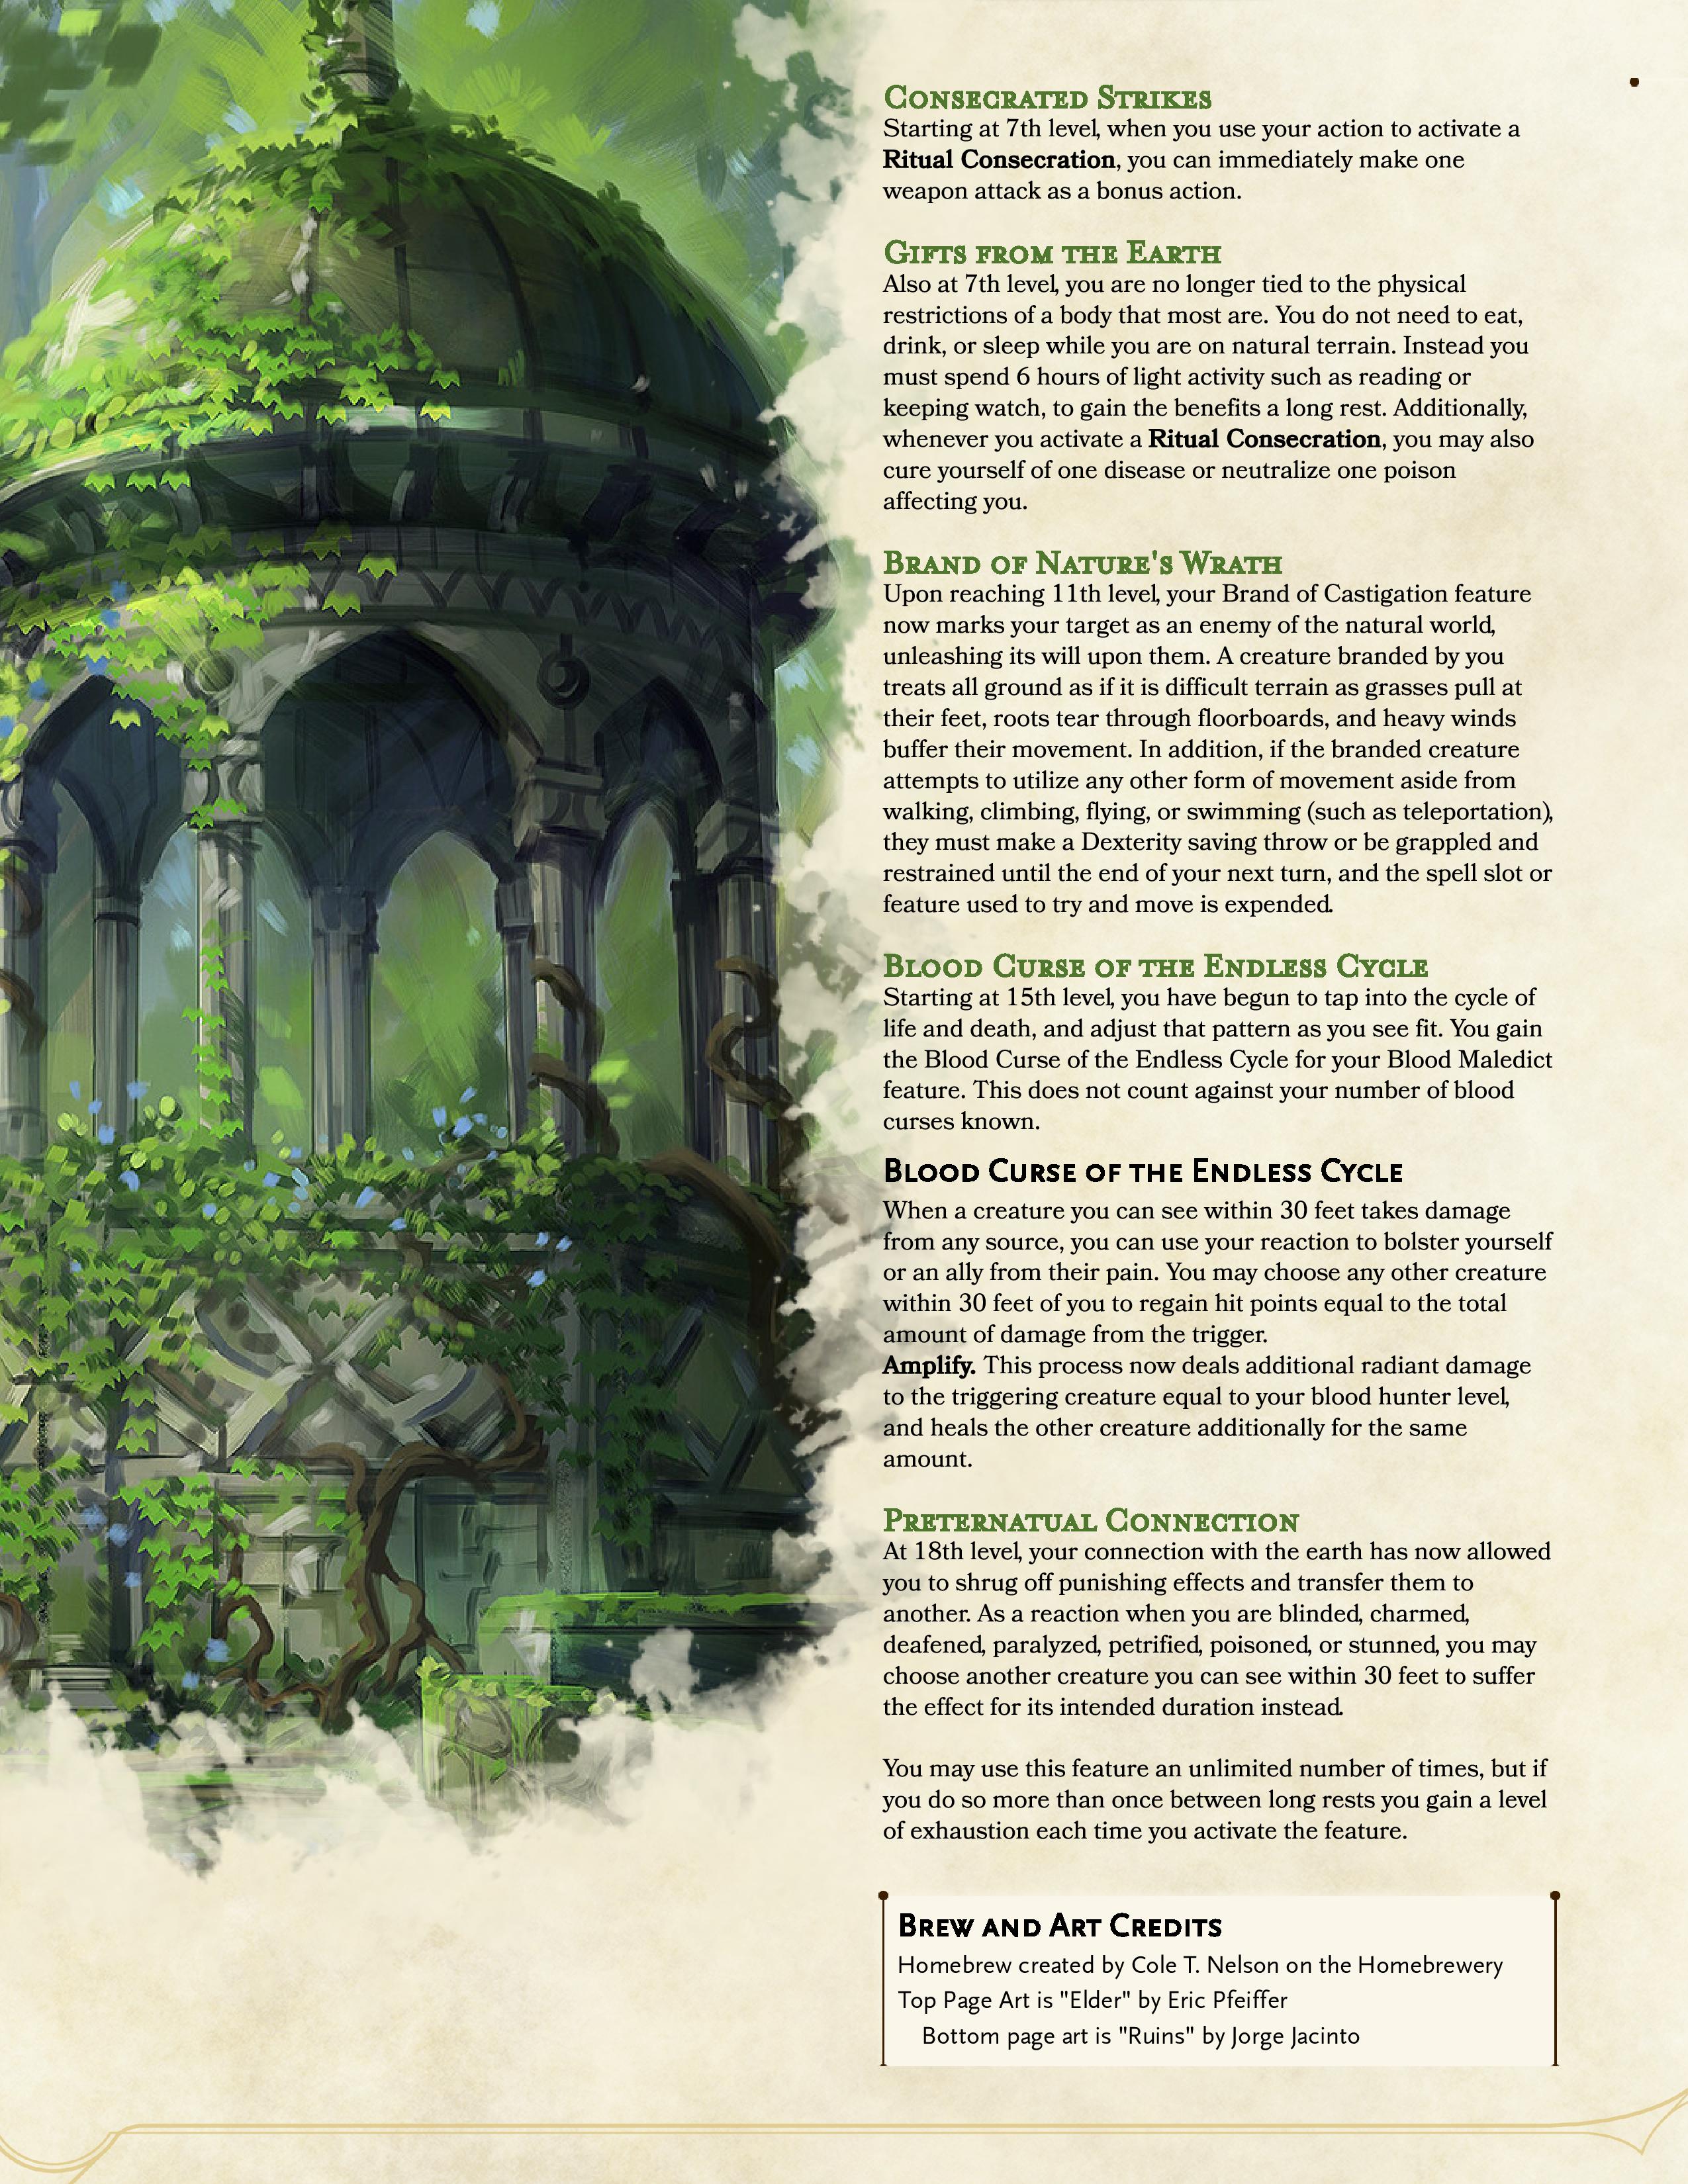 Consecrated Strikes
Starting at 7th level, when you use your action to activate a
Ritual Consecration, you can immediately make one
weapon attack as a bonus action.
Gifts from the Earth
Also at 7th level, you are no longer tied to the physical
restrictions of a body that most are. You do not need to eat,
drink, or sleep while you are on natural terrain. Instead you
must spend 6 hours of light activity such as reading or
keeping watch, to gain the benefits a long rest. Additionally,
whenever you activate a Ritual Consecration, you may also
cure yourself of one disease or neutralize one poison
affecting you.
Brand of Nature's Wrath
Upon reaching 11th level, your Brand of Castigation feature
now marks your target as an enemy of the natural world,
unleashing its will upon them. A creature branded by you
treats all ground as if it is difficult terrain as grasses pull at
their feet, roots tear through floorboards, and heavy winds
buffer their movement. In addition, if the branded creature
attempts to utilize any other form of movement aside from
walking, climbing, flying, or swimming (such as teleportation),
they must make a Dexterity saving throw or be grappled and
restrained until the end of your next turn, and the spell slot or
feature used to try and move is expended.
Blood Curse of the Endless Cycle
Starting at 15th level, you have begun to tap into the cycle of
life and death, and adjust that pattern as you see fit. You gain
the Blood Curse of the Endless Cycle for your Blood Maledict
feature. This does not count against your number of blood
curses known.
Blood Curse of the Endless Cycle
When a creature you can see within 30 feet takes damage
from any source, you can use your reaction to bolster yourself
or an ally from their pain. You may choose any other creature
within 30 feet of you to regain hit points equal to the total
amount of damage from the trigger.
Amplify. This process now deals additional radiant damage
to the triggering creature equal to your blood hunter level,
and heals the other creature additionally for the same
amount.
Preternatual Connection
At 18th level, your connection with the earth has now allowed
you to shrug off punishing effects and transfer them to
another. As a reaction when you are blinded, charmed,
deafened, paralyzed, petrified, poisoned, or stunned, you may
choose another creature you can see within 30 feet to suffer
the effect for its intended duration instead.
You may use this feature an unlimited number of times, but if
you do so more than once between long rests you gain a level
of exhaustion each time you activate the feature.
Brew and Art Credits
Homebrew created by Cole T. Nelson on the Homebrewery
Top Page Art is "Elder" by Eric Pfeiffer
Bottom page art is "Ruins" by Jorge Jacinto